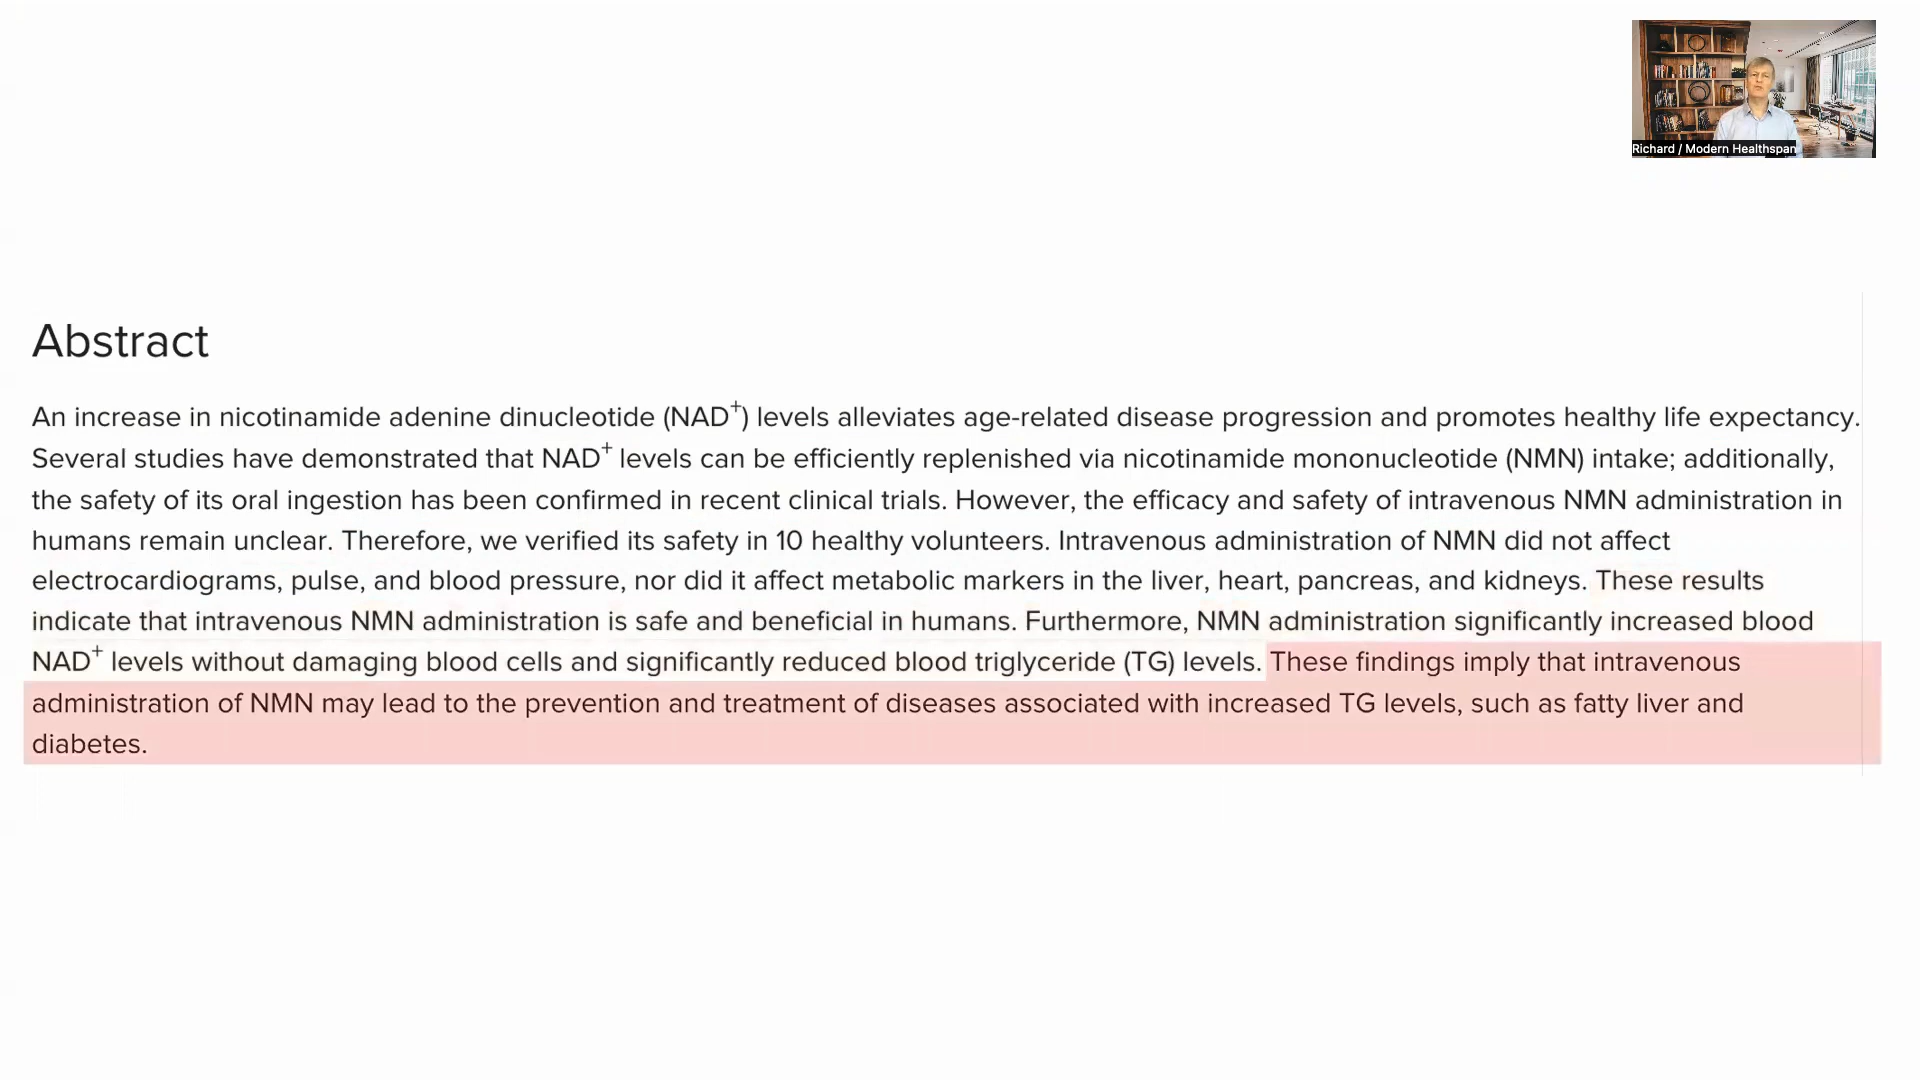 Richard / Modern Healthspan
Abstract
An increase in nicotinamide adenine dinucleotide (NAD+) levels alleviates age-related disease progression and promotes healthy life expectancy.
Several studies have demonstrated that NAD+ levels can be efficiently replenished via nicotinamide mononucleotide (NMN) intake; additionally,
the safety of its oral ingestion has been confirmed in recent clinical trials. However, the efficacy and safety of intravenous NMN administration in
humans remain unclear. Therefore, we verified its safety in 10 healthy volunteers. Intravenous administration of NMN did not affect
electrocardiograms, pulse, and blood pressure, nor did it affect metabolic markers in the liver, heart, pancreas, and kidneys. These results
indicate that intravenous NMN administration is safe and beneficial in humans. Furthermore, NMN administration significantly increased blood
NAD+ levels without damaging blood cells and significantly reduced blood triglyceride (TG) levels. These findings imply that intravenous
administration of NMN may lead to the prevention and treatment of diseases associated with increased TG levels, such as fatty liver and
diabetes.